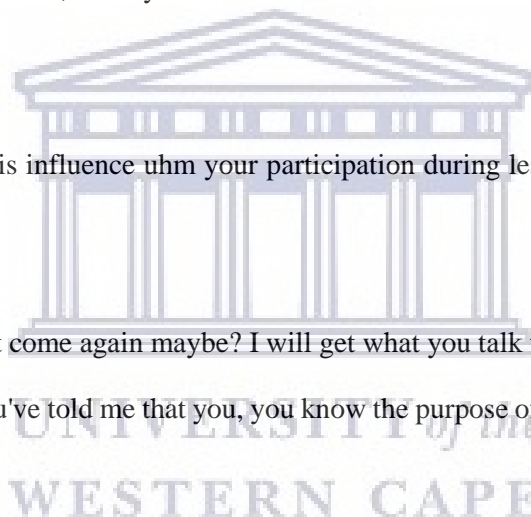 is influence uhm your participation during le
come again maybe? I will get what you talk
u've told me that you, you know the purpose o
UNIVERSITY of the
WESTERN CAPE